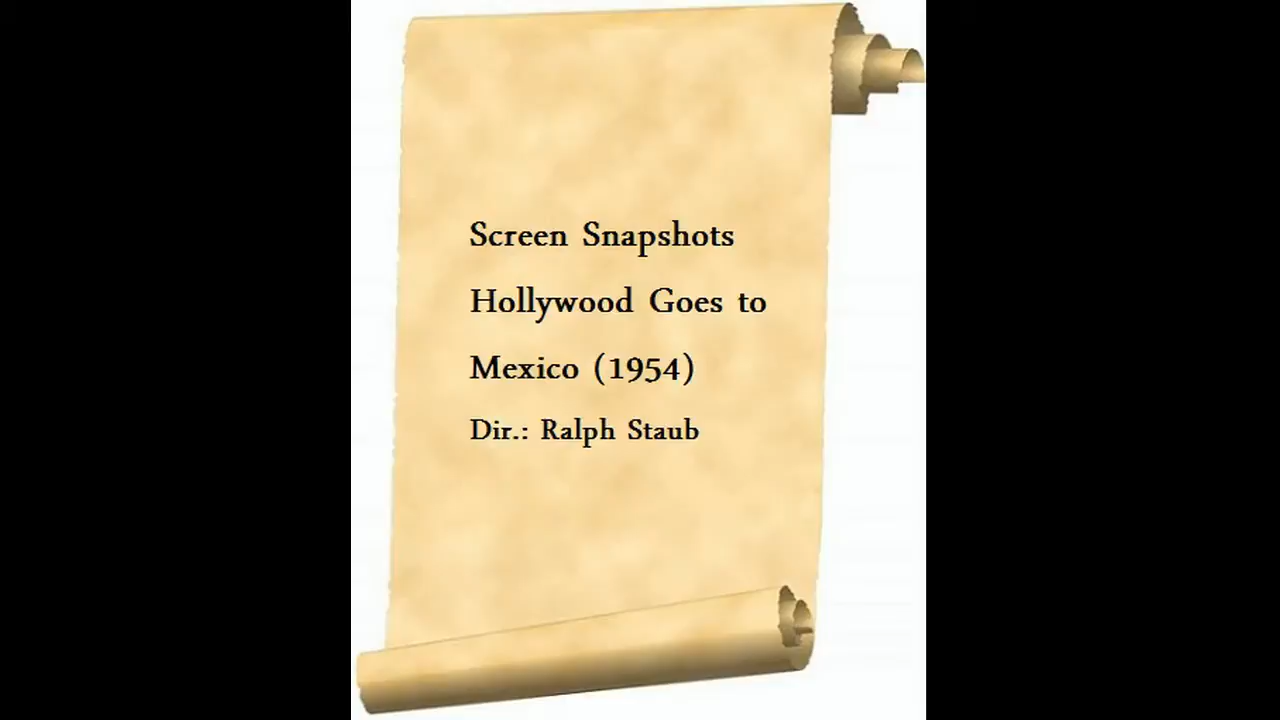 Screen Snapshots
Hollywood Goes to
Mexico (1954)
Dir.: Ralph Staub